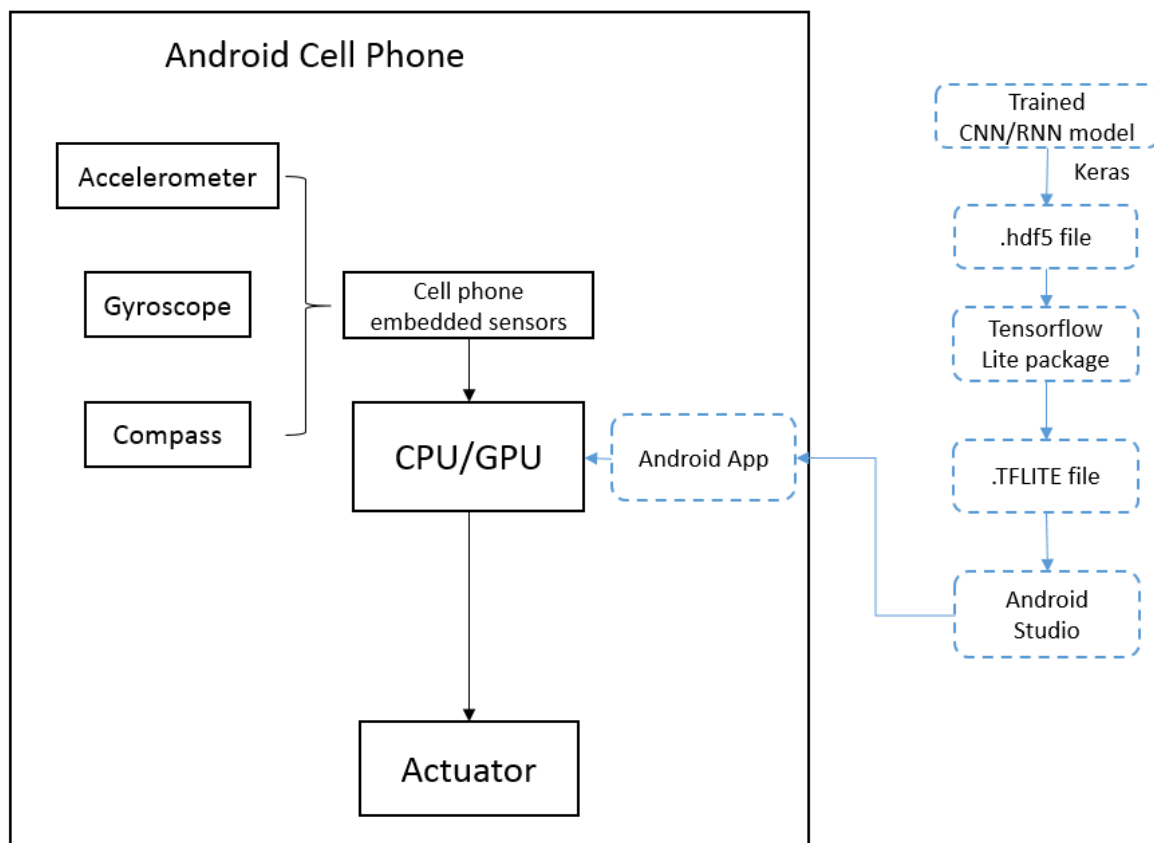 Android Cell Phone
Accelerometer
Gyroscope
Compass
Cell phone
embedded sensors
CPU/GPU
Android App
Actuator
Trained
CNN/RNN model
Keras
.hdf5 file
Tensorflow
Lite package
.TFLITE file
Android
Studio